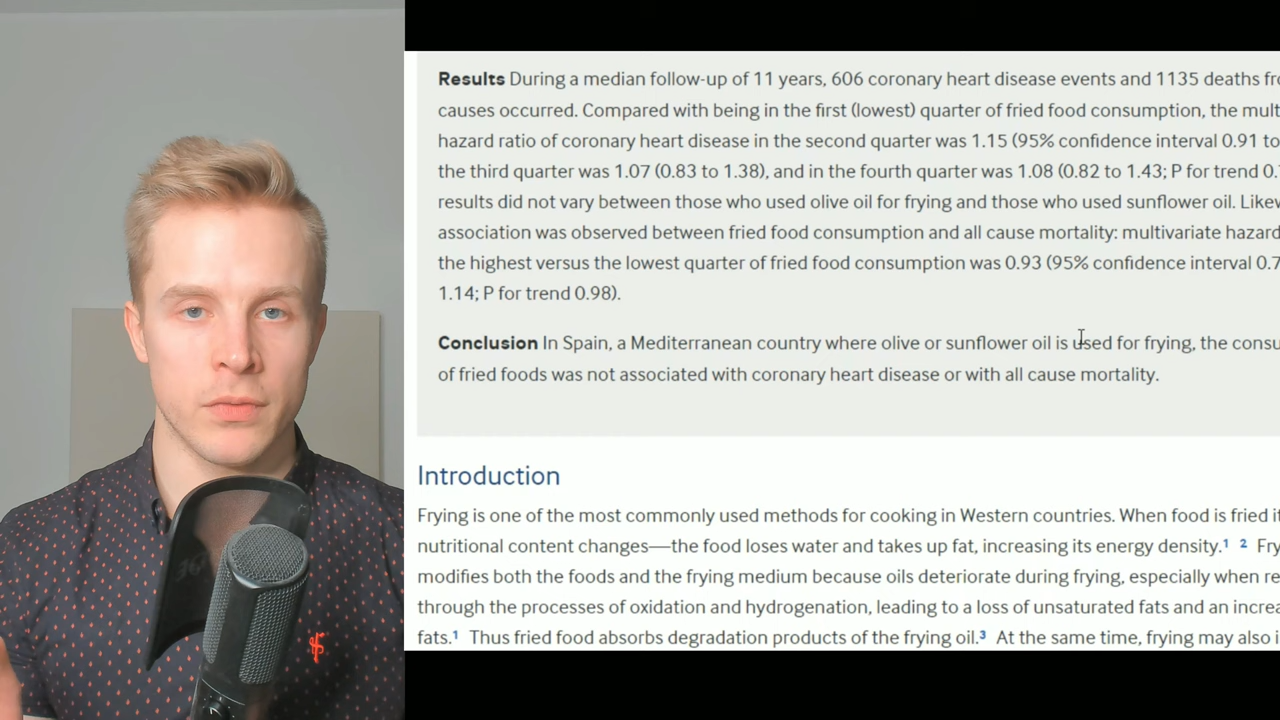 Results During a median follow-up of 11 years, 606 coronary heart disease events and 1135 deaths fr
causes occurred. Compared with being in the first (lowest) quarter of fried food consumption, the mult
hazard ratio of coronary heart disease in the second quarter was 1.15 (95% confidence interval 0.91 to
the third quarter was 1.07 (0.83 to 1.38), and in the fourth quarter was 1.08 (0.82 to 1.43; P for trend 0.
results did not vary between those who used olive oil for frying and those who used sunflower oil. Likew
association was observed between fried food consumption and all cause mortality: multivariate hazard
the highest versus the lowest quarter of fried food consumption was 0.93 (95% confidence interval 0.7
1.14; P for trend 0.98).
Conclusion In Spain, a Mediterranean country where olive or sunflower oil is used for frying, the consu
of fried foods was not associated with coronary heart disease or with all cause mortality.
Introduction
Frying is one of the most commonly used methods for cooking in Western countries. When food is fried it
nutritional content changes—the food loses water and takes up fat, increasing its energy density.¹ ² Fry
modifies both the foods and the frying medium because oils deteriorate during frying, especially when re
through the processes of oxidation and hydrogenation, leading to a loss of unsaturated fats and an increa
fats.¹ Thus fried food absorbs degradation products of the frying oil.³ At the same time, frying may also i